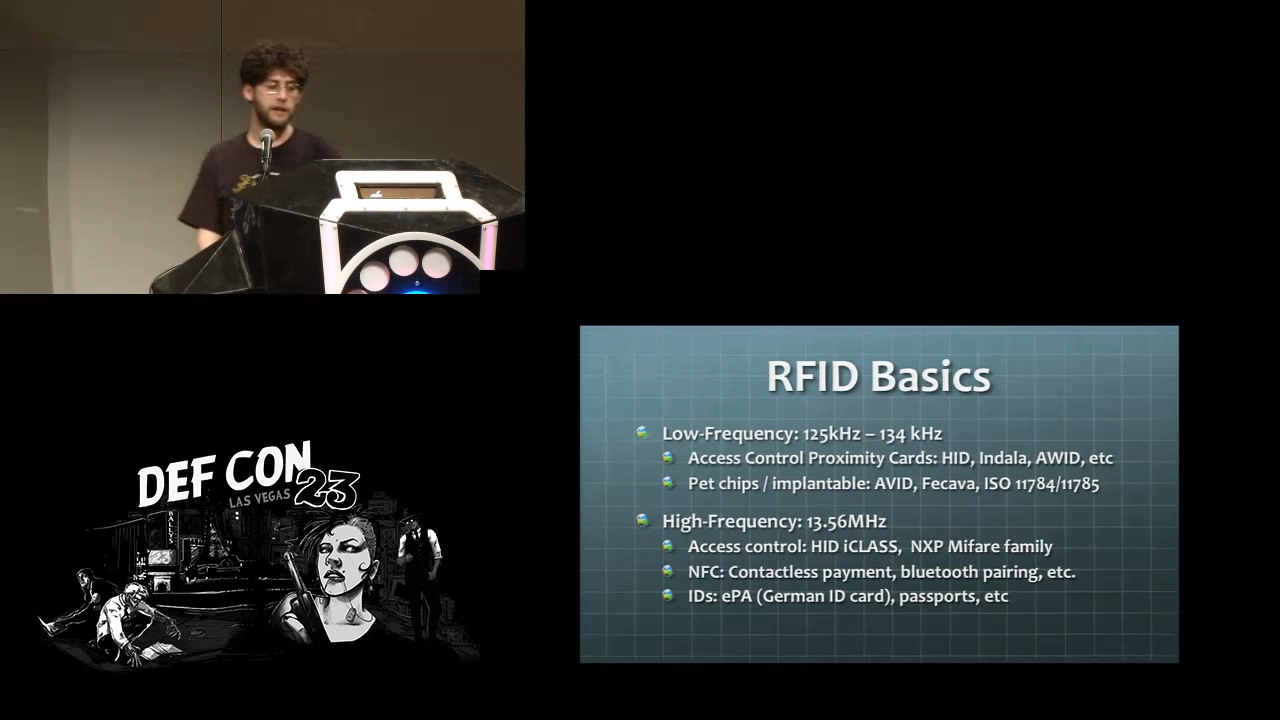 RFID Basics
Low-Frequency: 125kHz – 134 kHz
Access Control Proximity Cards: HID, Indala, AWID, etc
Pet chips / implantable: AVID, Fecava, ISO 11784/11785
High-Frequency: 13.56MHz
Access control: HID iCLASS, NXP Mifare family
NFC: Contactless payment, bluetooth pairing, etc.
IDs: ePA (German ID card), passports, etc
DEF CON
LAS VEGAS 23
BALLYS